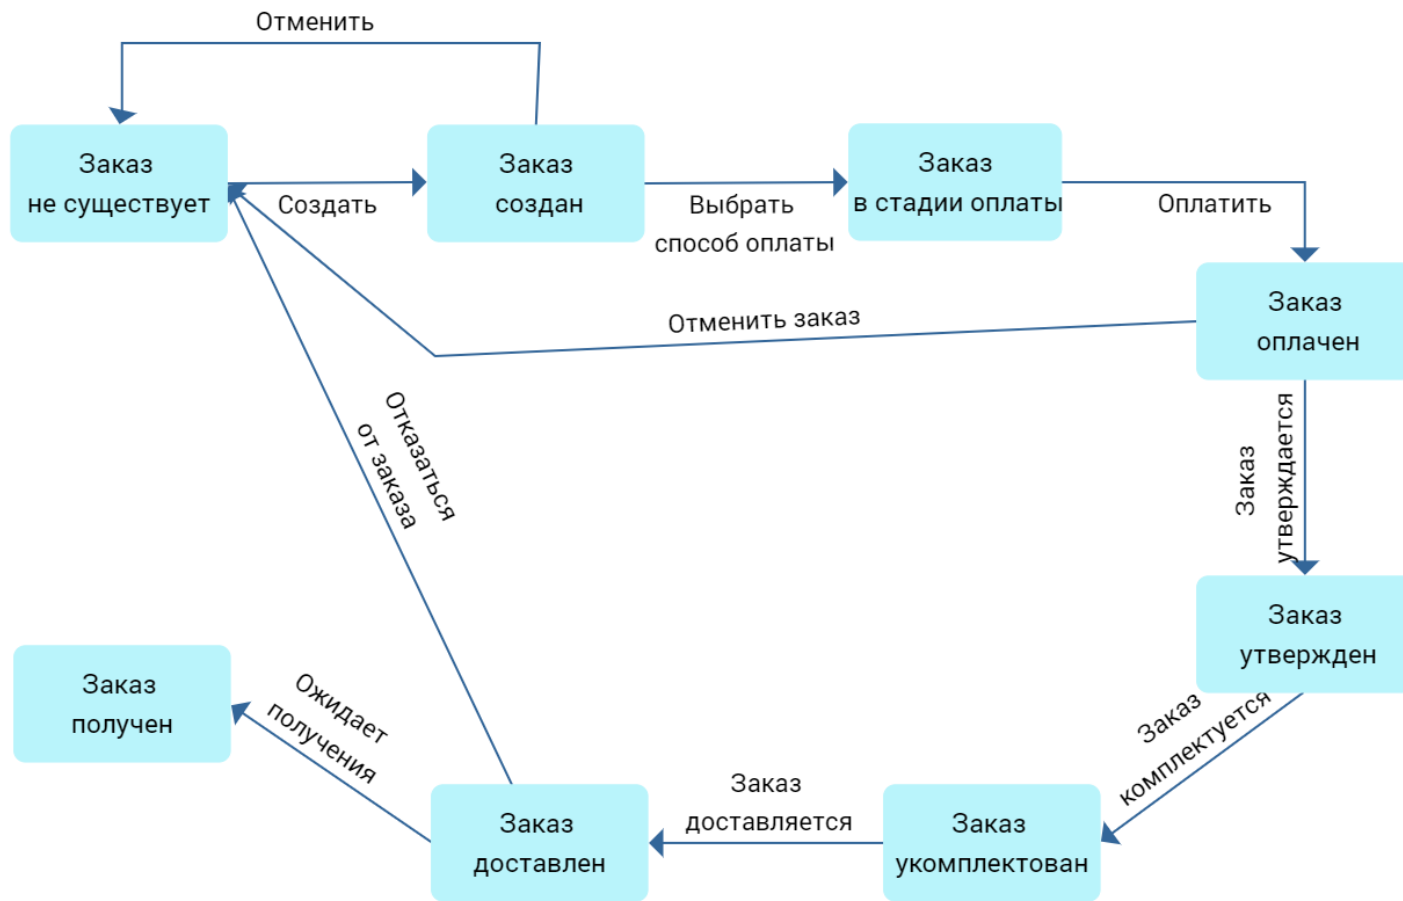 Отменить
Заказ
не существует
Создать
Заказ
создан
Выбрать
способ оплаты
Заказ
в стадии оплаты
Оплатить
Заказ
оплачен
Отменить заказ
Отказаться
от заказа
Заказ
утверждается
Заказ
утвержден
Заказ
комплектуется
Заказ
укомплектован
Заказ
доставляется
Заказ
доставлен
Ожидает
получения
Заказ
получен